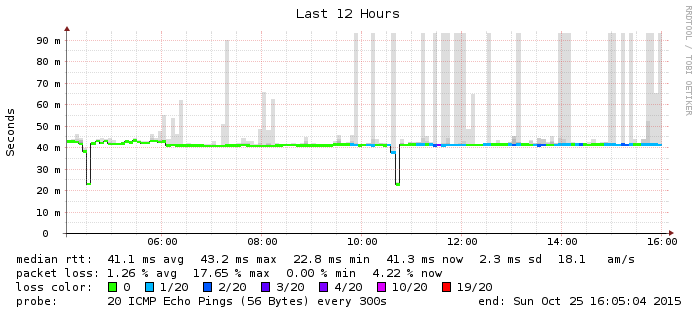 Last 12 Hours
RRDTOOL / TOBI OETIKER
Seconds
90 m
80 m
70 m
60 m
50 m
40 m
30 m
20 m
10 m
0
06:00 08:00 10:00 12:00 14:00 16:00
median rtt: 41.1 ms avg 43.2 ms max 22.8 ms min 41.3 ms now 2.3 ms sd 18.1 am/s
packet loss: 1.26 % avg 17.65 % max 0.00 % min 4.22 % now
loss color: 0 1/20 2/20 3/20 4/20 10/20 19/20
probe: 20 ICMP Echo Pings (56 Bytes) every 300s end: Sun Oct 25 16:05:04 2015